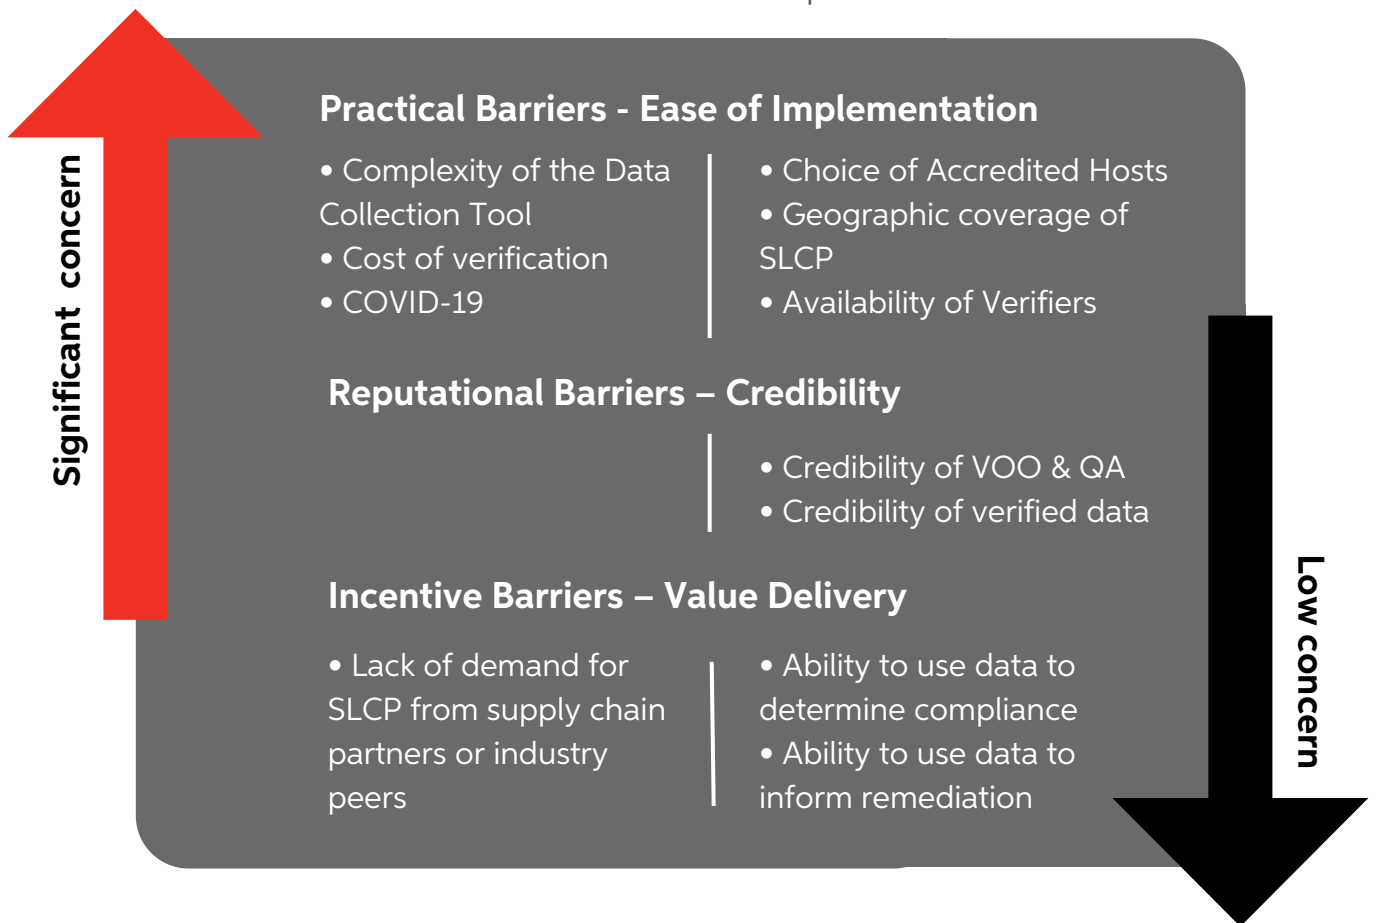 Practical Barriers - Ease of Implementation
• Complexity of the Data
Collection Tool
• Cost of verification
• COVID-19
• Choice of Accredited Hosts
• Geographic coverage of
SLCP
• Availability of Verifiers
Significant concern
Reputational Barriers – Credibility
• Credibility of VOO & QA
• Credibility of verified data
Incentive Barriers – Value Delivery
• Lack of demand for
SLCP from supply chain
partners or industry
peers
• Ability to use data to
determine compliance
• Ability to use data to
inform remediation
Low concern